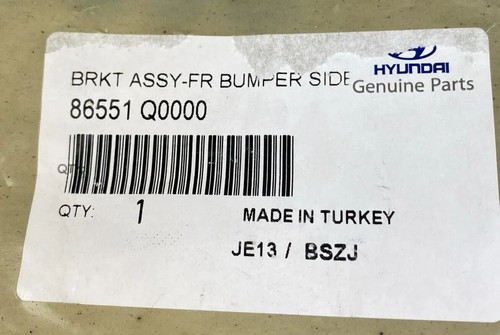 HYUNDAI
BRKT ASSY-FR BUMPER SIDE
Genuine Parts
86551 Q0000
QTY: 1
MADE IN TURKEY
JE13 / BSZJ